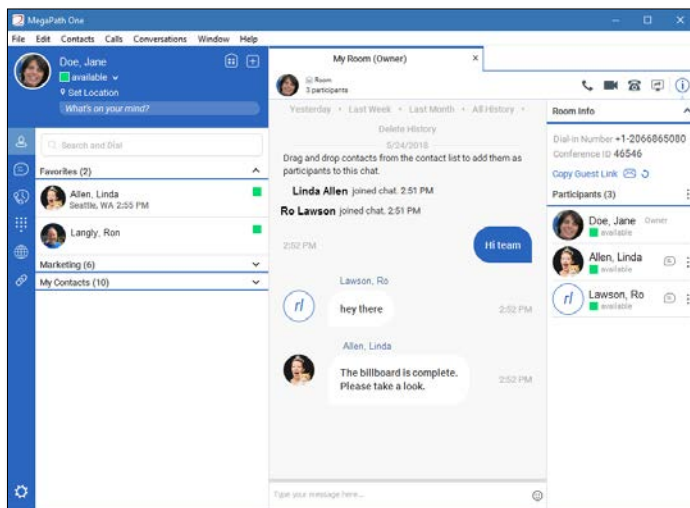 MegaPath One
File Edit Contacts Calls Conversations Window Help
Doe, Jane
available
Set Location
What's on your mind?
Search and Dial
Favorites (2)
Allen, Linda
Seattle, WA 2:55 PM
Langly, Ron
Marketing (6)
My Contacts (10)
My Room (Owner) ×
Room
3 participants
Yesterday • Last Week • Last Month • All History •
Delete History
5/24/2018
Drag and drop contacts from the contact list to add them as
participants to this chat.
Linda Allen joined chat. 2:51 PM
Ro Lawson joined chat. 2:51 PM
2:52 PM Hi team
Lawson, Ro
rl hey there 2:52 PM
Allen, Linda
The billboard is complete.
Please take a look.
2:52 PM
Type your message here...
Room Info
Dial-in Number +1-2066865080
Conference ID 46546
Copy Guest Link
Participants (3)
Doe, Jane Owner
available
Allen, Linda
available
rl Lawson, Ro
available